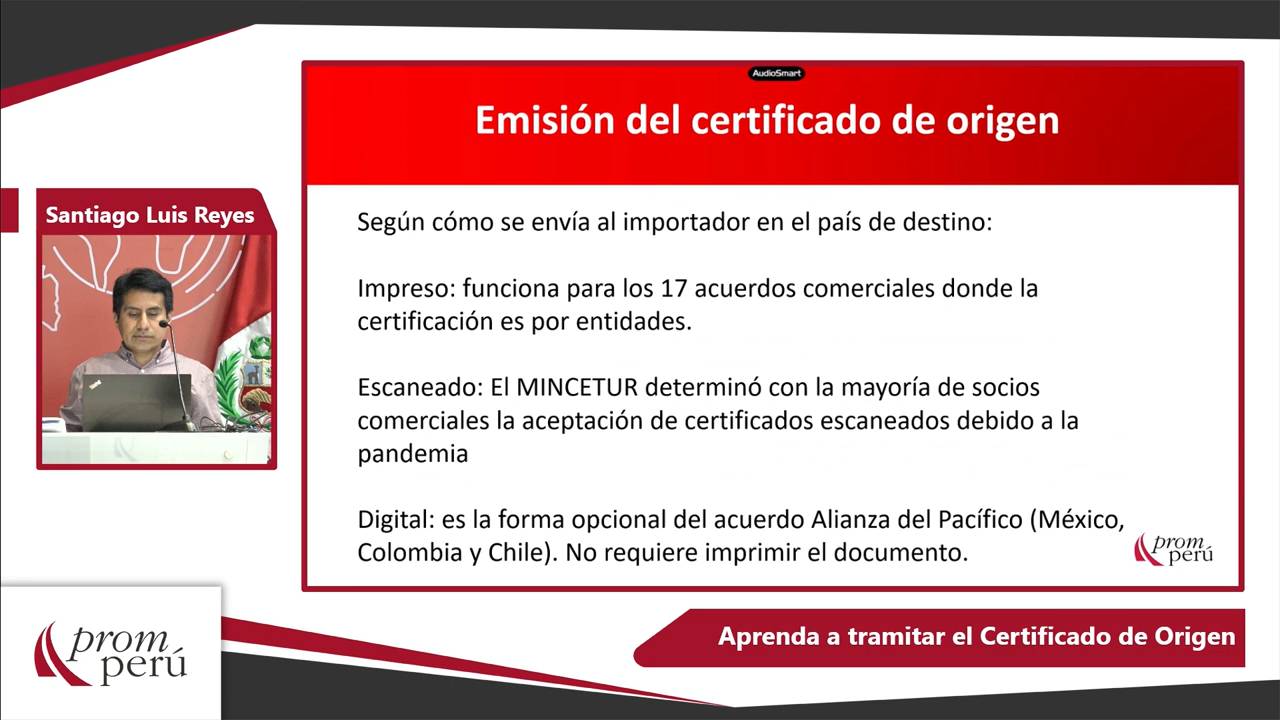 AudioSmart
Emisión del certificado de origen
Santiago Luis Reyes
Según cómo se envía al importador en el país de destino:
Impreso: funciona para los 17 acuerdos comerciales donde la
certificación es por entidades.
Escaneado: El MINCETUR determinó con la mayoría de socios
comerciales la aceptación de certificados escaneados debido a la
pandemia
Digital: es la forma opcional del acuerdo Alianza del Pacífico (México,
Colombia y Chile). No requiere imprimir el documento.
prom
perú
Aprenda a tramitar el Certificado de Origen
prom
perú